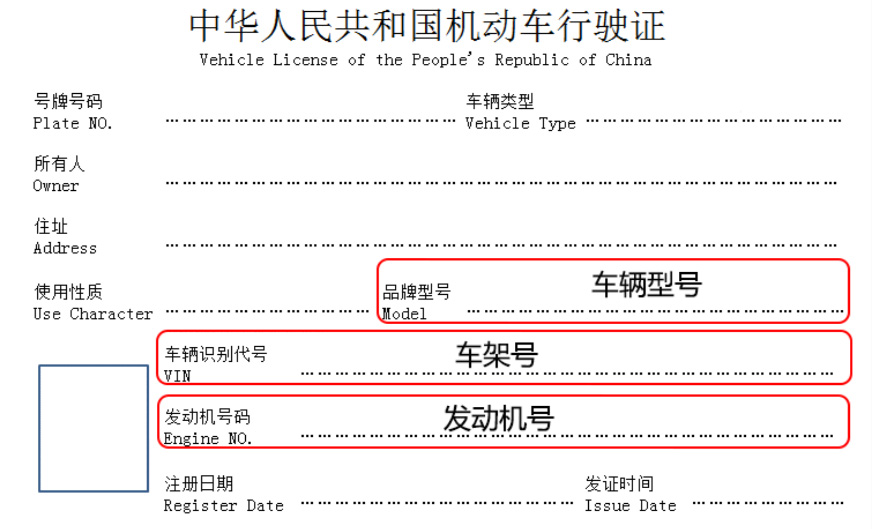 中华人民共和国机动车行驶证
Vehicle License of the People's Republic of China
号牌号码 车辆类型
Plate NO. Vehicle Type
所有人
Owner
住址
Address
车辆型号
使用性质 品牌型号
Use Character Model
车辆识别代号 车架号
VIN
发动机号码 发动机号
Engine NO.
注册日期 发证时间
Register Date Issue Date